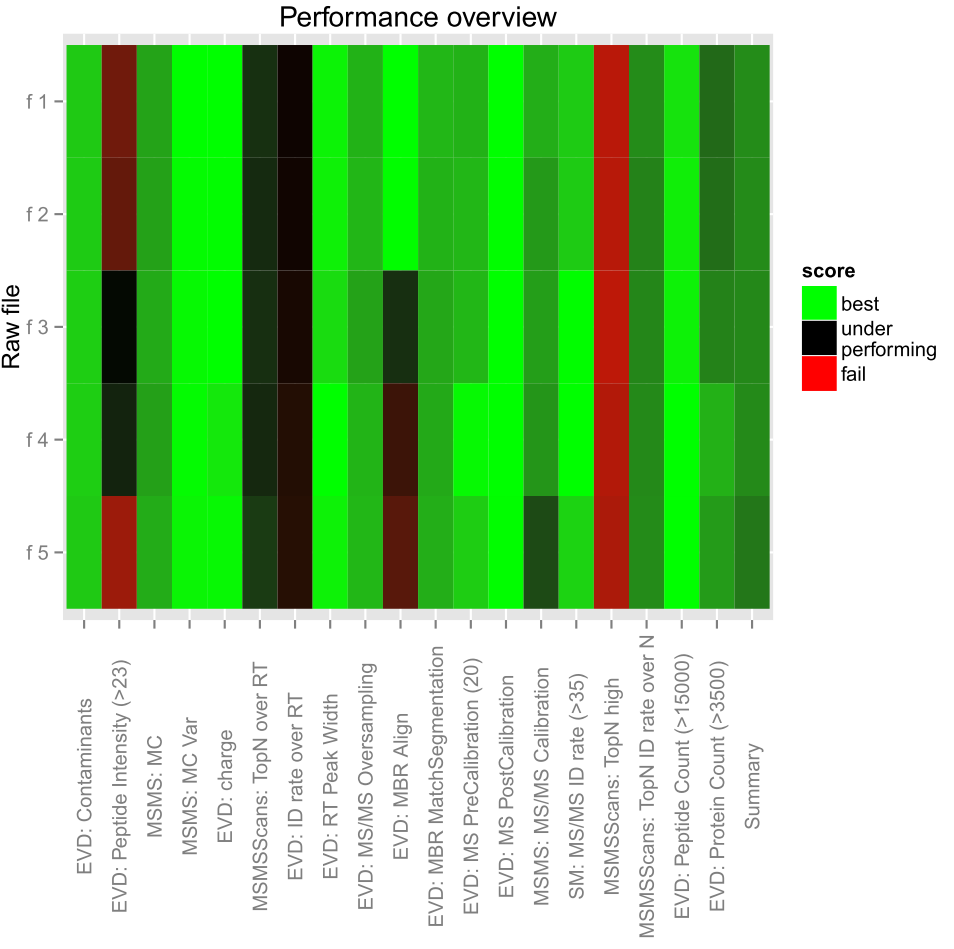 Performance overview
Raw file
f 1
f 2
f 3
f 4
f 5
score
best
under
performing
fail
EVD: Contaminants
EVD: Peptide Intensity (>23)
MSMS: MC
MSMS: MC Var
EVD: charge
MSMSScans: TopN over RT
EVD: ID rate over RT
EVD: RT Peak Width
EVD: MS/MS Oversampling
EVD: MBR Align
EVD: MBR MatchSegmentation
EVD: MS PreCalibration (20)
EVD: MS PostCalibration
MSMS: MS/MS Calibration
SM: MS/MS ID rate (>35)
MSMSScans: TopN high
MSMSScans: TopN ID rate over N
EVD: Peptide Count (>15000)
EVD: Protein Count (>3500)
Summary